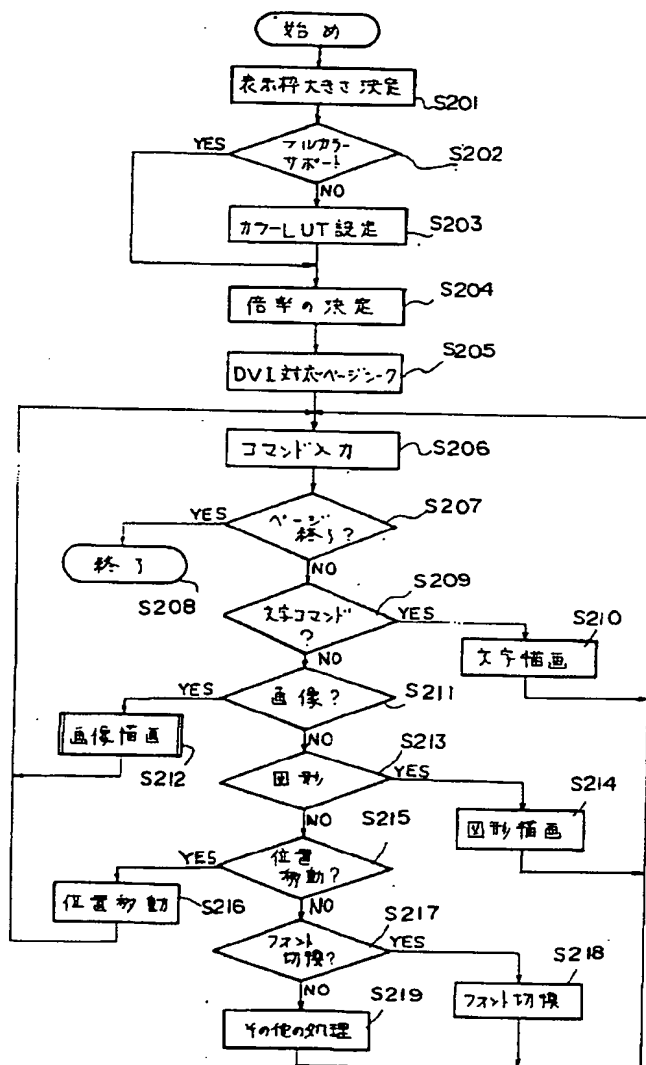 始め
表示枠大きさ決定
S201
YES
フルカラー
サポート
S202
NO
カラーLUT設定
S203
倍率の決定
S204
DVI対応ページシーク
S205
コマンド入力
S206
YES
ページ
終了?
S207
終了
S208
NO
文字コマンド
?
S209
YES
S210
文字描画
NO
YES
画像?
S211
画像描画
S212
NO
図形
S213
YES
S214
図形描画
NO
S215
YES
位置
移動?
位置移動
S216
NO
フォント
切換?
S217
YES
S218
フォント切換
NO
S219
その他の処理